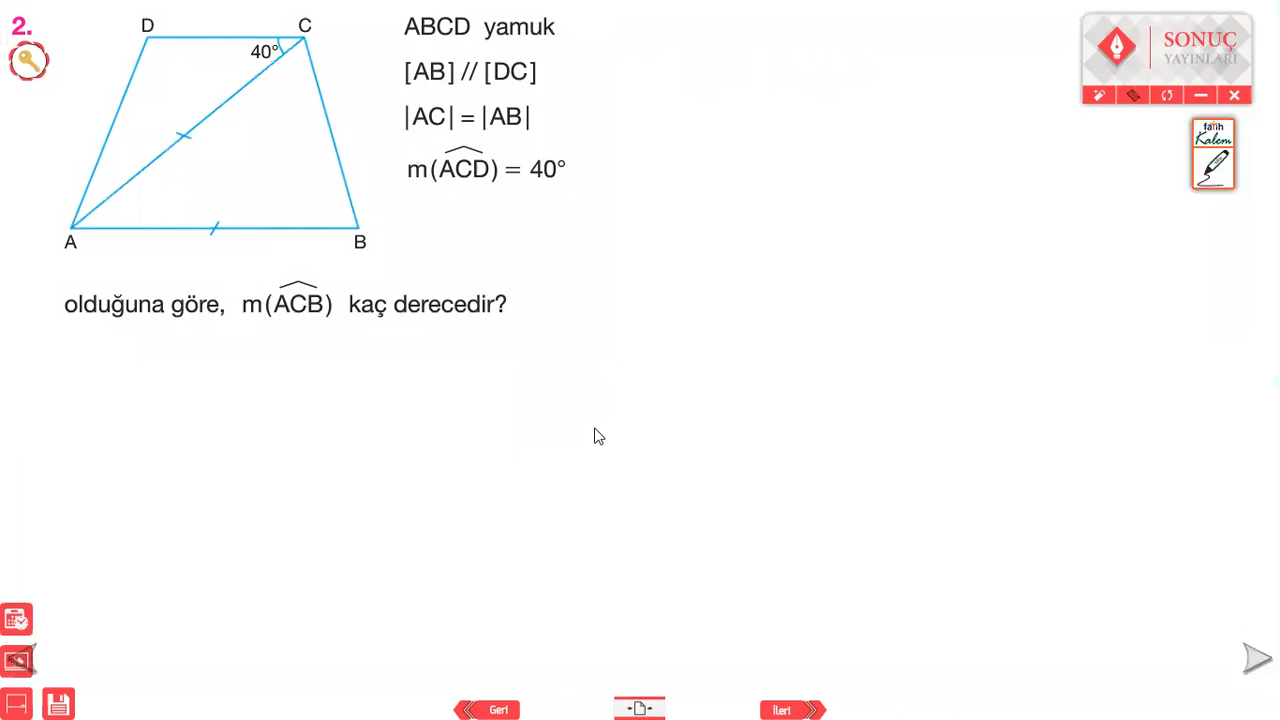 2.
D
C
40°
A
B
ABCD yamuk
[AB] // [DC]
|AC| = |AB|
m(ACD) = 40°
olduğuna göre, m(ACB) kaç derecedir?
SONUÇ
YAYINLARI
fatih
Kalem
Geri
İleri